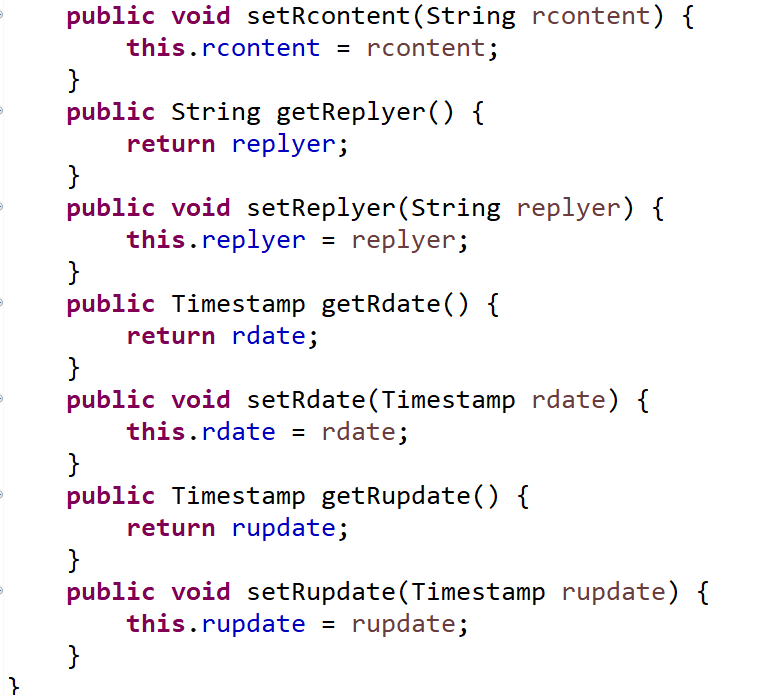 public void setRcontent(String rcontent) {
this.rcontent = rcontent;
}
public String getReplyer() {
return replyer;
}
public void setReplyer(String replyer) {
this.replyer = replyer;
}
public Timestamp getRdate() {
return rdate;
}
public void setRdate(Timestamp rdate) {
this.rdate = rdate;
}
public Timestamp getRupdate() {
return rupdate;
}
public void setRupdate(Timestamp rupdate) {
this.rupdate = rupdate;
}
}